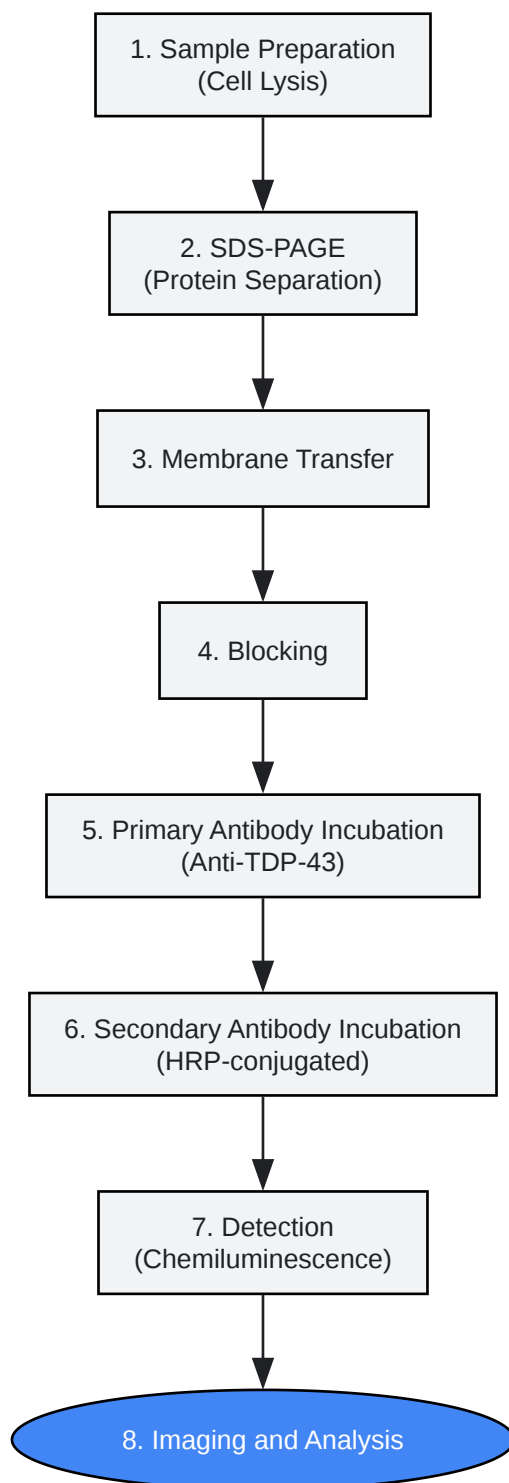 1. Sample Preparation
(Cell Lysis)
2. SDS-PAGE
(Protein Separation)
3. Membrane Transfer
4. Blocking
5. Primary Antibody Incubation
(Anti-TDP-43)
6. Secondary Antibody Incubation
(HRP-conjugated)
7. Detection
(Chemiluminescence)
8. Imaging and Analysis